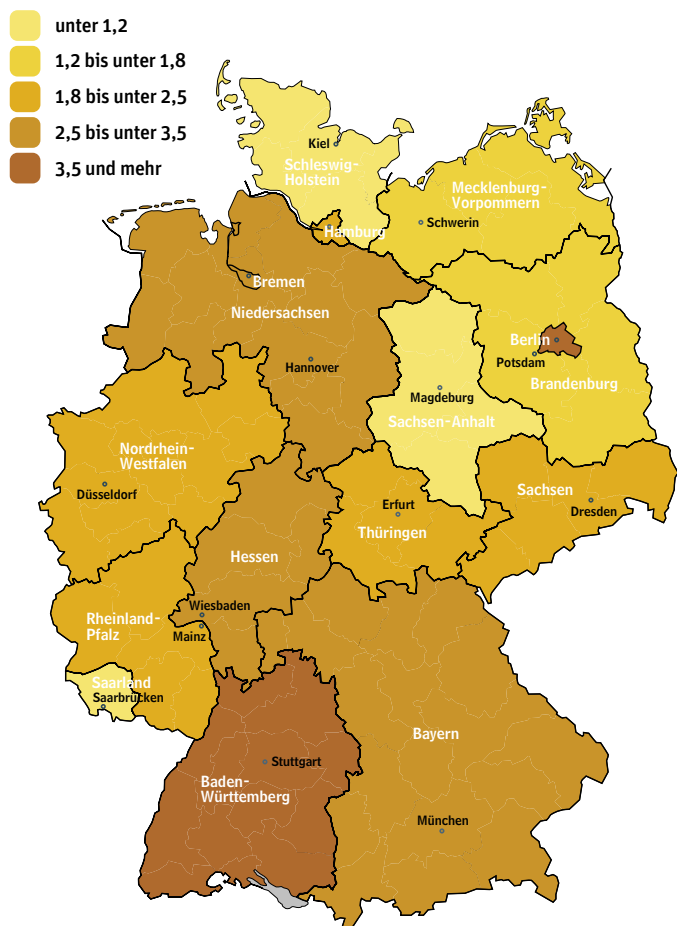 unter 1,2
1,2 bis unter 1,8
1,8 bis unter 2,5
2,5 bis unter 3,5
3,5 und mehr
Kiel
Schleswig-
Holstein
Mecklenburg-
Vorpommern
Schwerin
Hamburg
Bremen
Niedersachsen
Hannover
Berlin
Potsdam
Brandenburg
Magdeburg
Sachsen-Anhalt
Nordrhein-
Westfalen
Düsseldorf
Sachsen
Dresden
Erfurt
Thüringen
Hessen
Wiesbaden
Mainz
Rheinland-
Pfalz
Saarland
Saarbrücken
Bayern
Stuttgart
Baden-
Württemberg
München